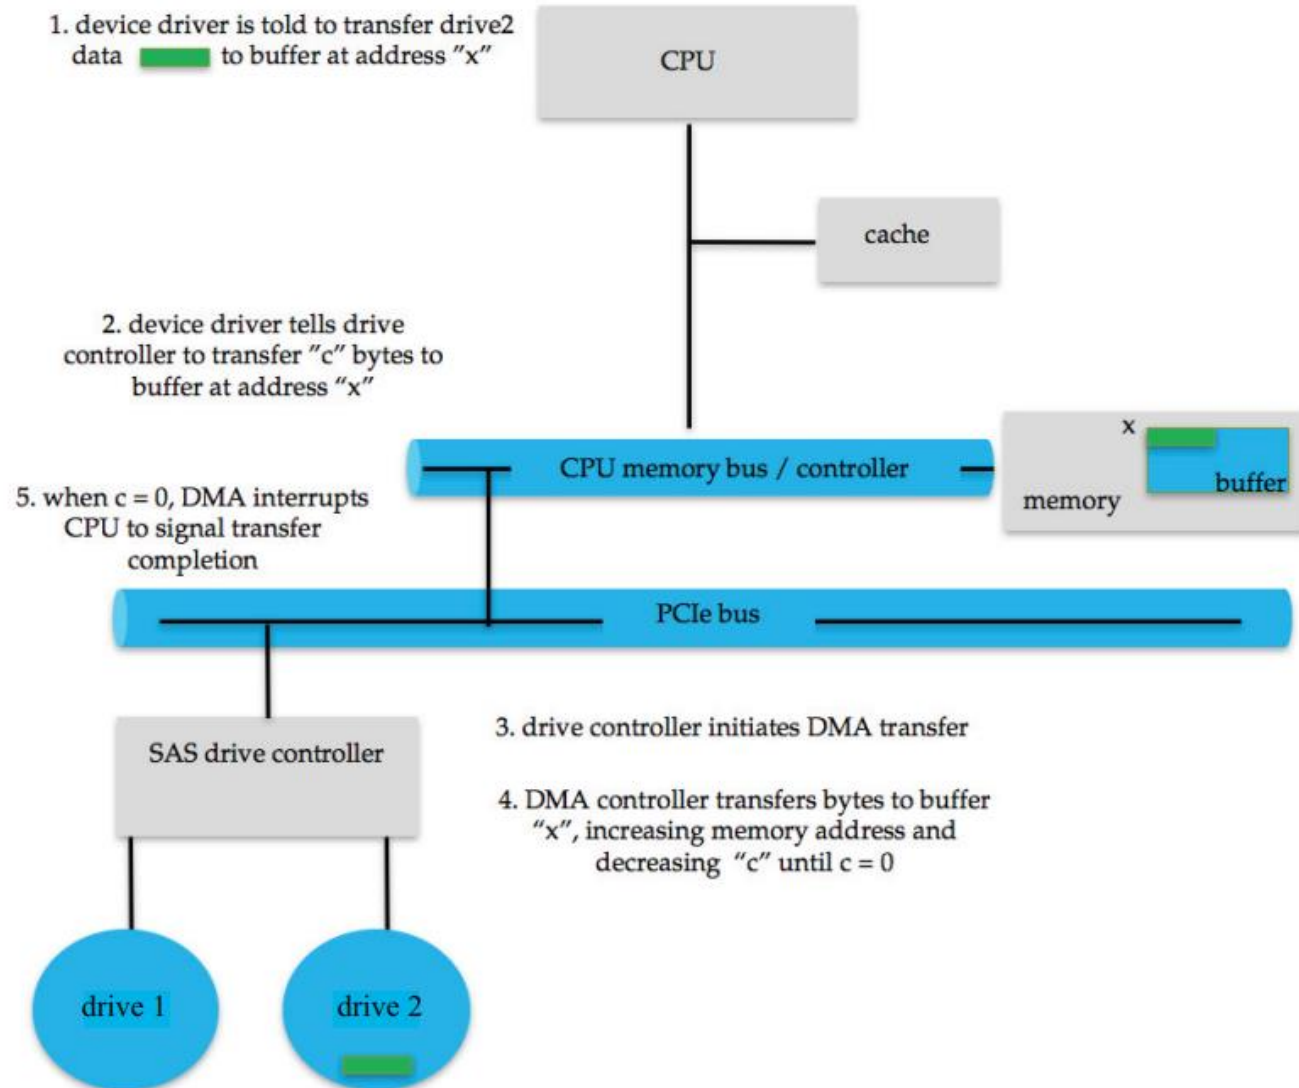 1. device driver is told to transfer drive2
data to buffer at address "x"
CPU
cache
2. device driver tells drive
controller to transfer "c" bytes to
buffer at address "x"
x
CPU memory bus / controller
buffer
memory
5. when c = 0, DMA interrupts
CPU to signal transfer
completion
PCIe bus
3. drive controller initiates DMA transfer
SAS drive controller
4. DMA controller transfers bytes to buffer
"x", increasing memory address and
decreasing "c" until c = 0
drive 1
drive 2